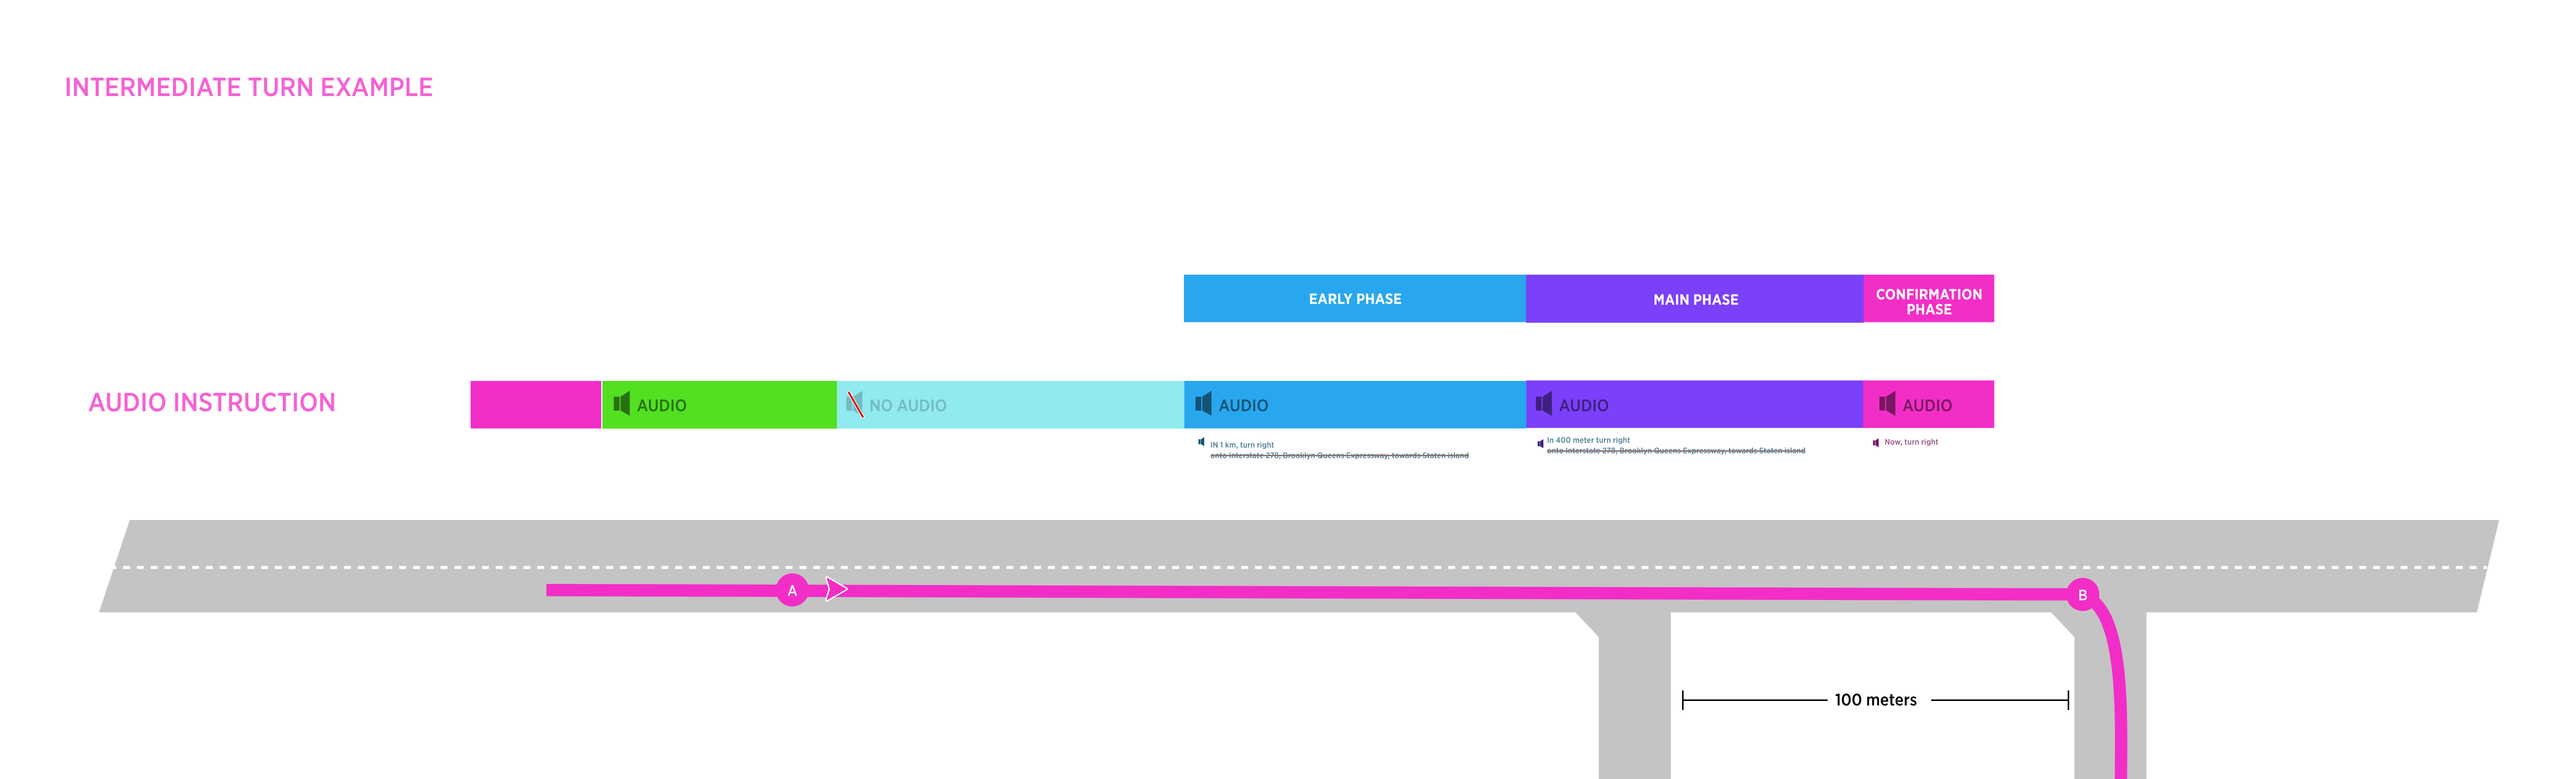 INTERMEDIATE TURN EXAMPLE
EARLY PHASE
MAIN PHASE
CONFIRMATION
PHASE
AUDIO INSTRUCTION
AUDIO
NO AUDIO
AUDIO
AUDIO
AUDIO
IN 1 km, turn right
onto Interstate 278, Brooklyn Queens Expressway, towards Staten island
In 400 meter turn right
onto Interstate 278, Brooklyn Queens Expressway, towards Staten island
Now, turn right
A
B
100 meters